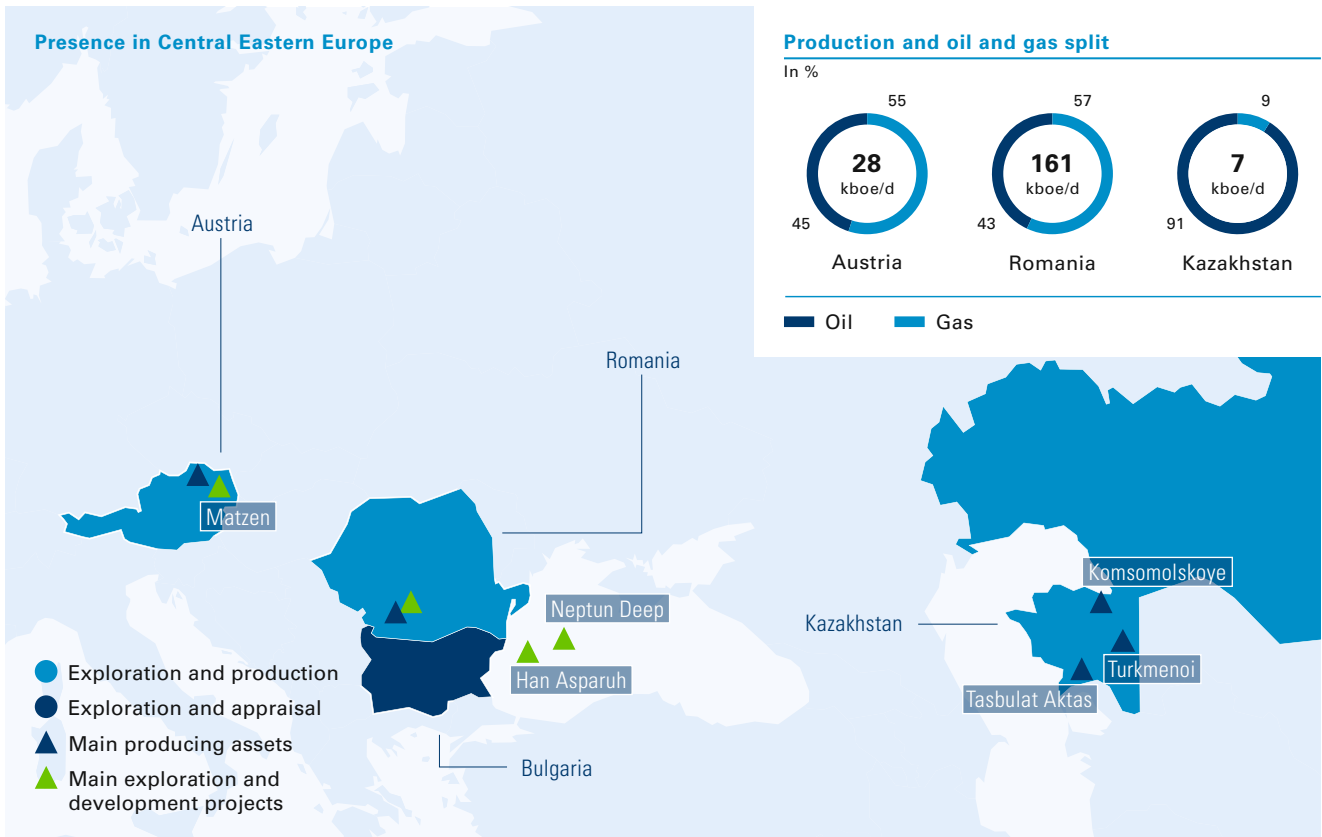 Presence in Central Eastern Europe
Production and oil and gas split
In %
55
28
kboe/d
45
Austria
57
161
kboe/d
43
Romania
9
7
kboe/d
91
Kazakhstan
Oil
Gas
Austria
Romania
Matzen
Komsomolskoye
Neptun Deep
Kazakhstan
Han Asparuh
Turkmenoi
Tasbulat Aktas
Bulgaria
Exploration and production
Exploration and appraisal
Main producing assets
Main exploration and
development projects